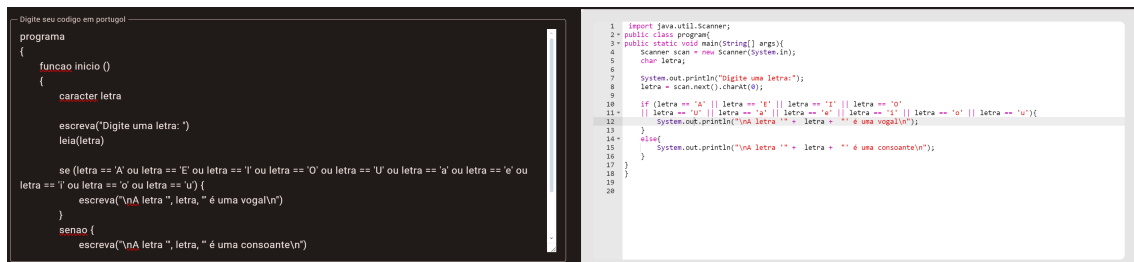 Digite seu codigo em portugol
programa
{
funcao inicio ()
{
caracter letra
escreva("Digite uma letra: ")
leia(letra)
se (letra == 'A' ou letra == 'E' ou letra == 'I' ou letra == 'O' ou letra == 'U' ou letra == 'a' ou letra == 'e' ou
letra == 'i' ou letra == 'o' ou letra == 'u') {
escreva("\nA letra '", letra, "' é uma vogal\n")
}
senao {
escreva("\nA letra '", letra, "' é uma consoante\n")
1 import java.util.Scanner;
2 public class program{
3 public static void main(String[] args){
4 Scanner scan = new Scanner(System.in);
5 char letra;
6
7 System.out.println("Digite uma letra:");
8 letra = scan.next().charAt(0);
9
10 if (letra == 'A' || letra == 'E' || letra == 'I' || letra == 'O'
11 || letra == 'U' || letra == 'a' || letra == 'e' || letra == 'i' || letra == 'o' || letra == 'u'){
12 System.out.println("\nA letra '" + letra + "' é uma vogal\n");
13 }
14 else{
15 System.out.println("\nA letra '" + letra + "' é uma consoante\n");
16 }
17 }
18 }
19
20